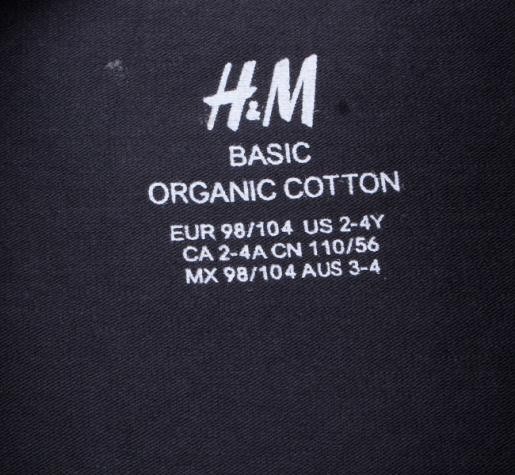 H&M
BASIC
ORGANIC COTTON
EUR 98/104 US 2-4Y
CA 2-4A CN 110/56
MX 98/104 AUS 3-4